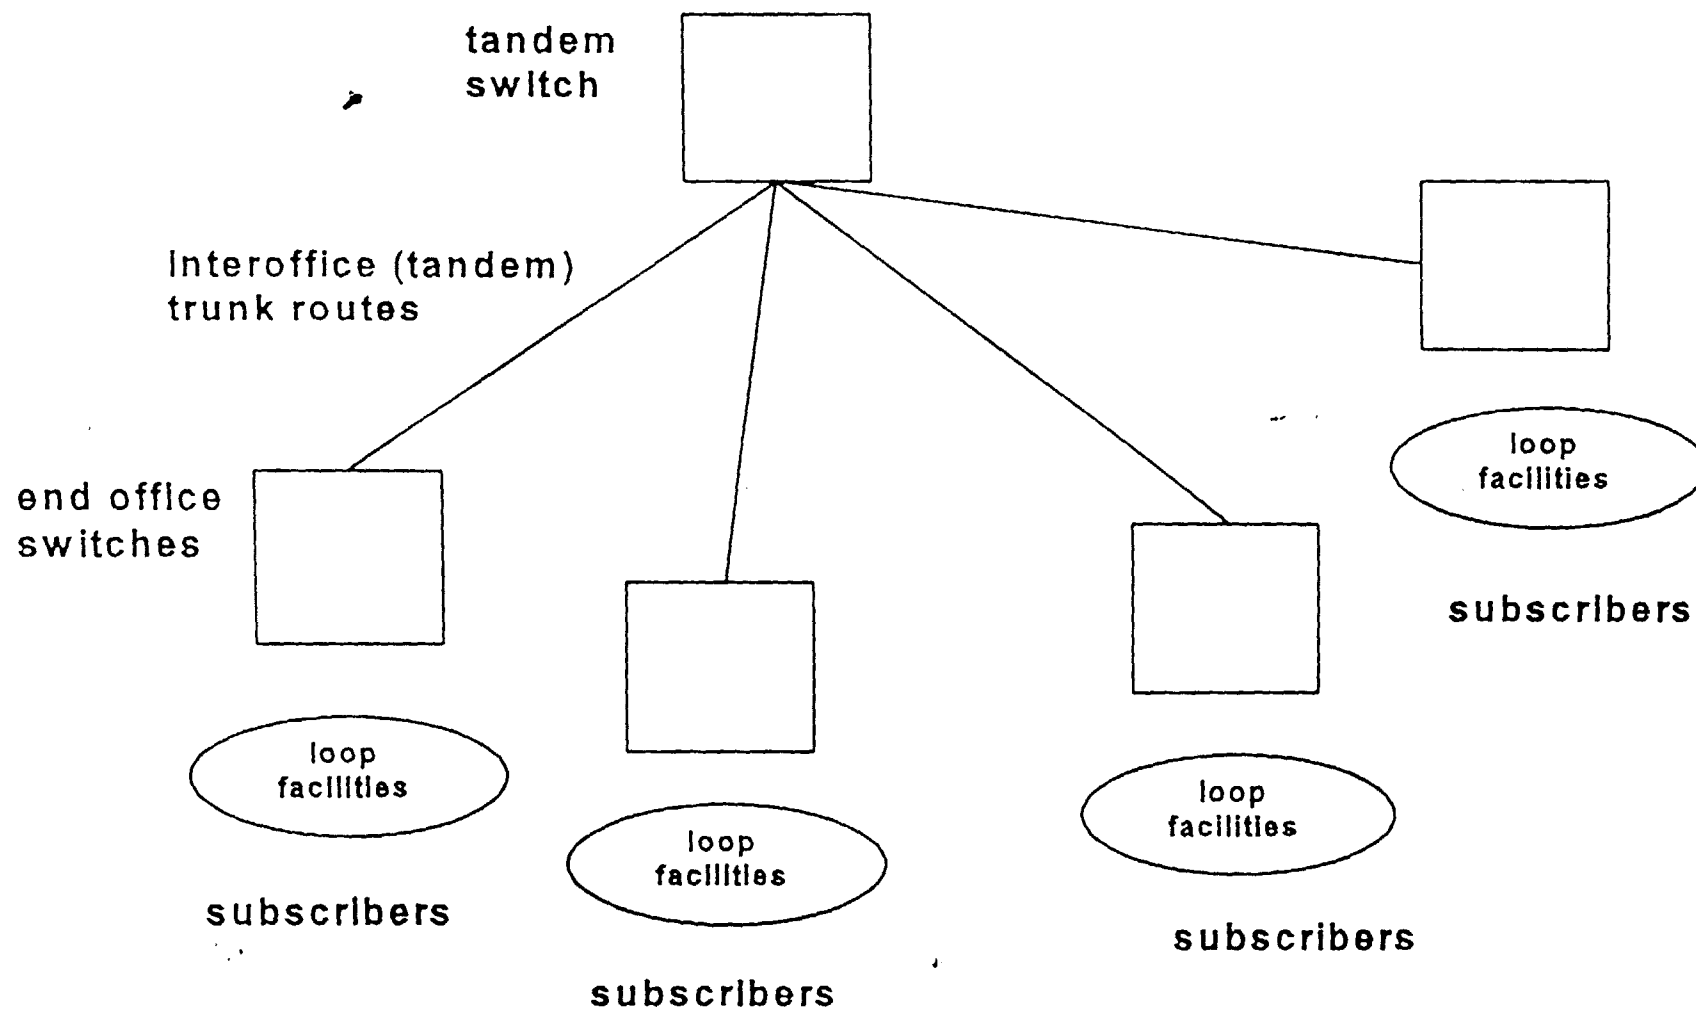 tandem
switch
Interoffice (tandem)
trunk routes
end office
switches
loop
facilities
subscribers
loop
facilities
subscribers
loop
facilities
subscribers
loop
facilities
subscribers